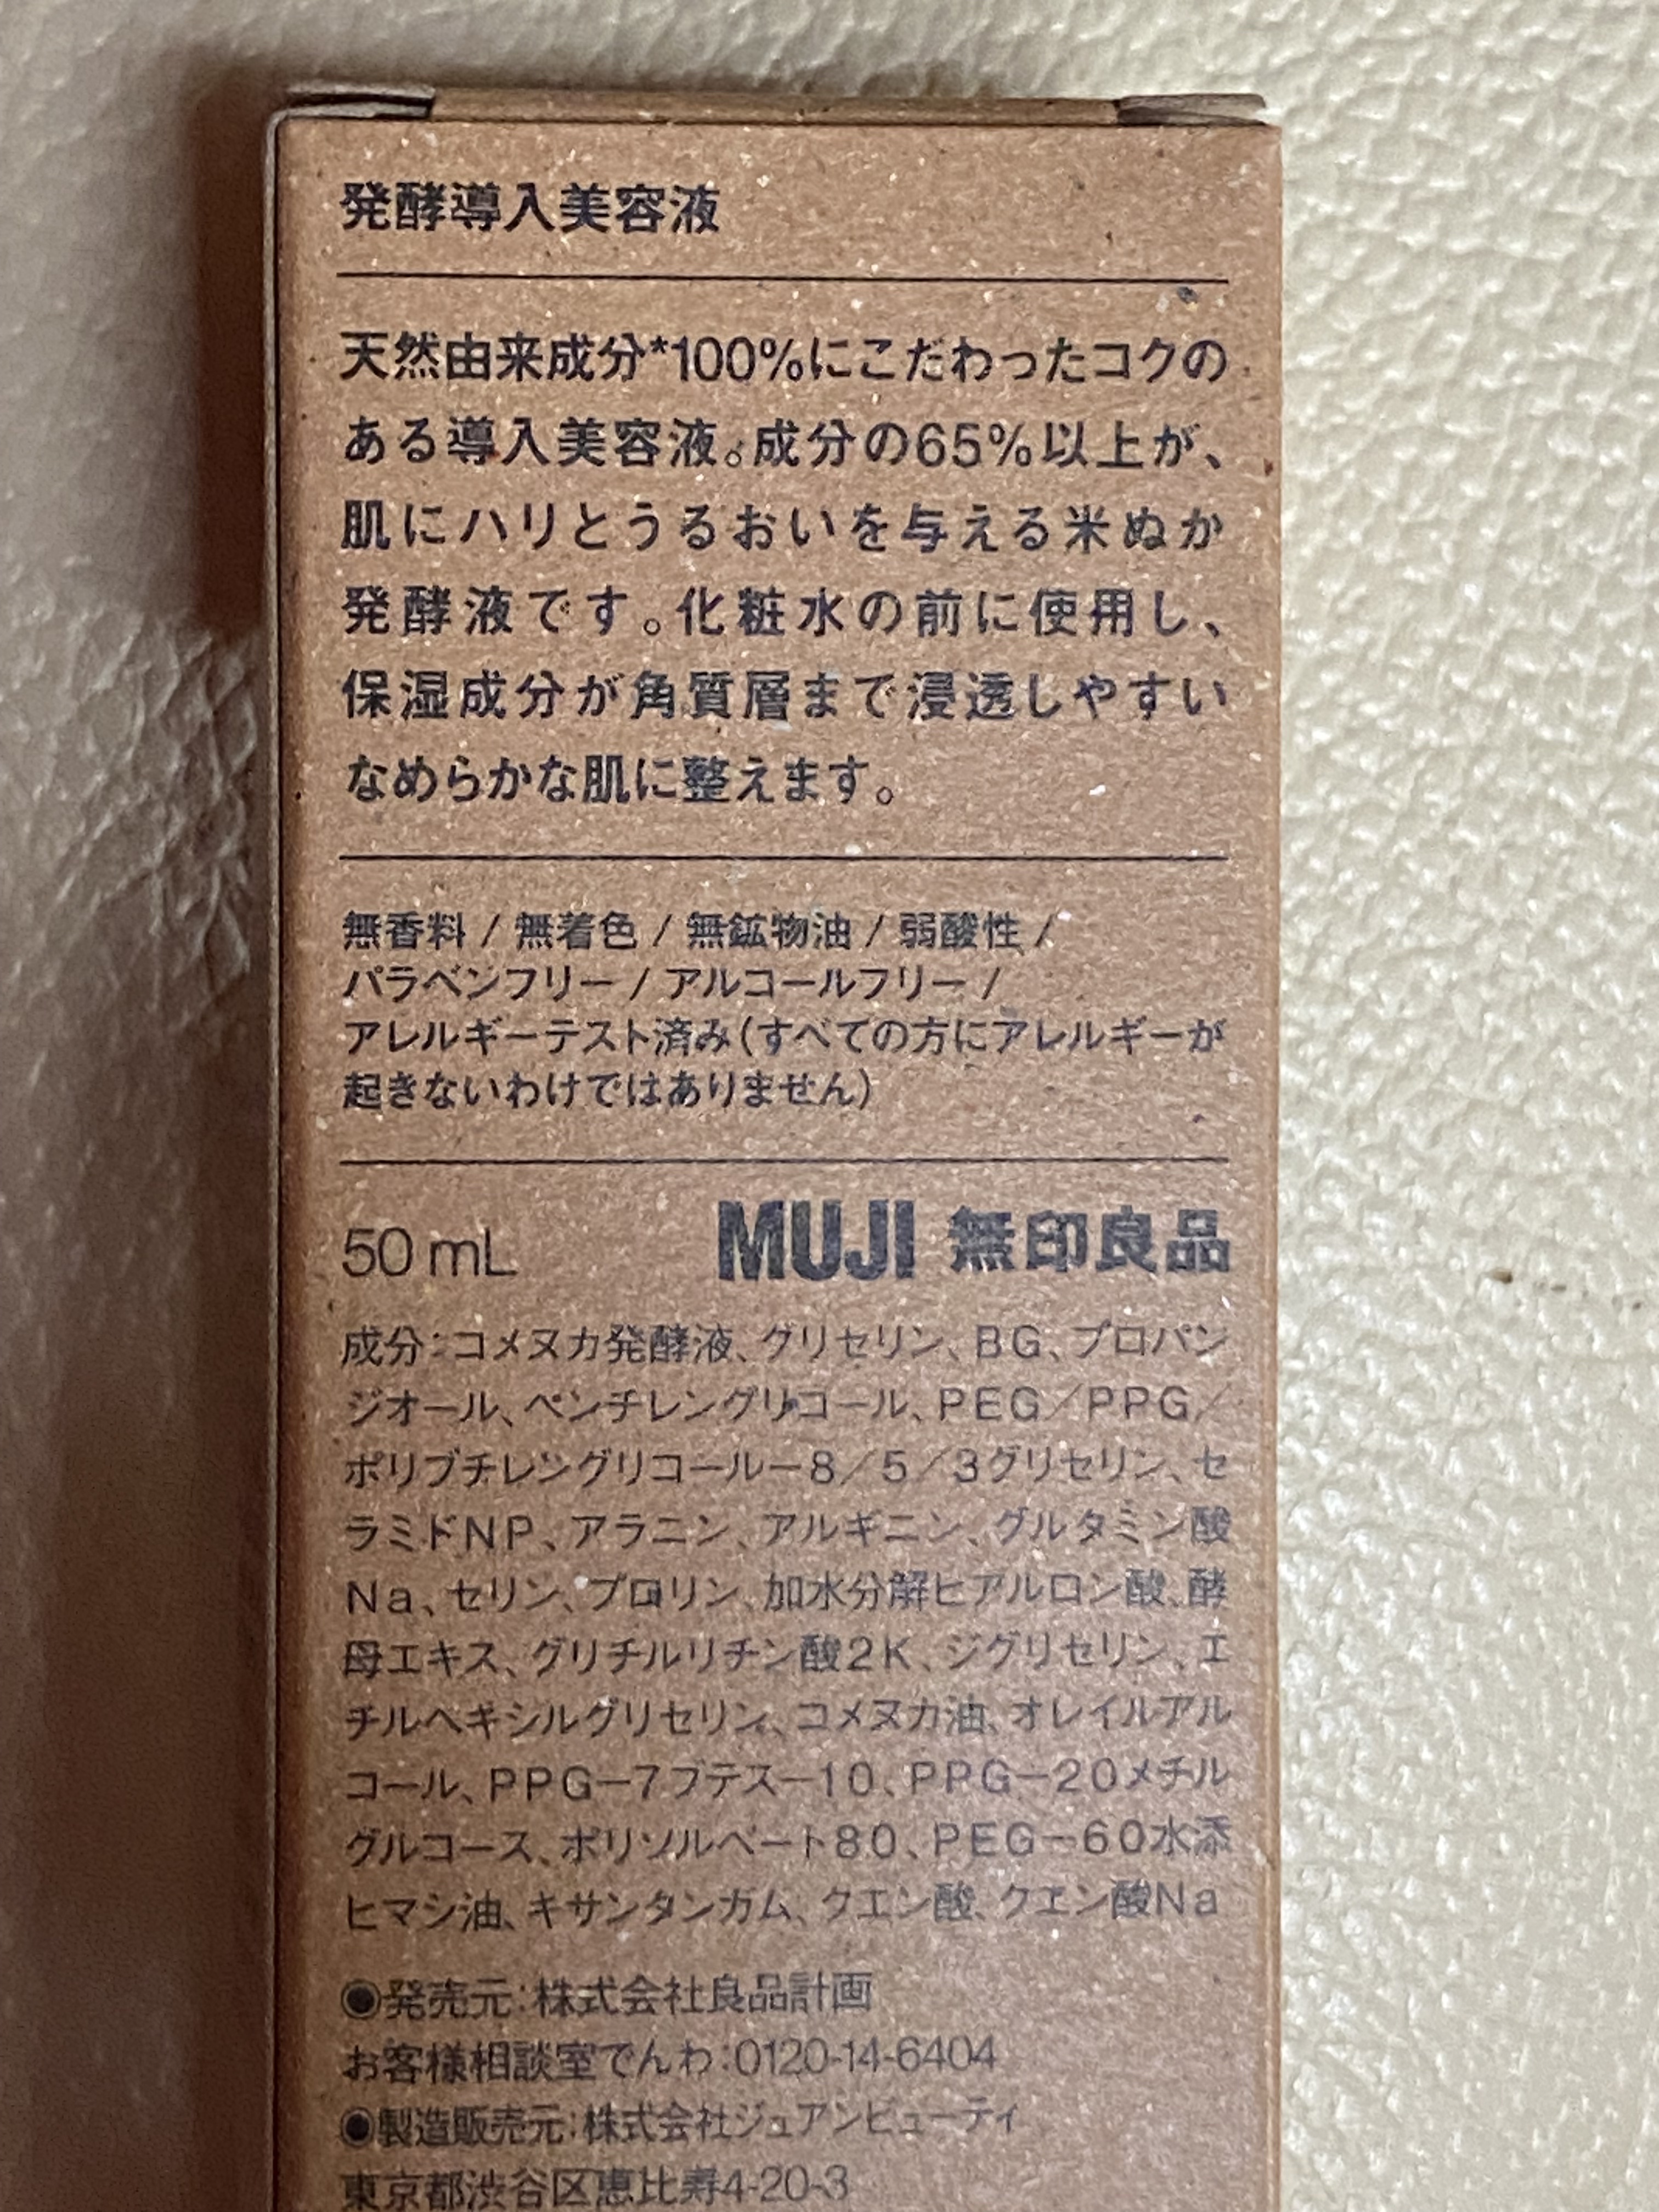 発酵導入美容液
天然由来成分*100%にこだわったコクの
ある導入美容液。成分の65%以上が、
肌にハリとうるおいを与える米ぬか
発酵液です。化粧水の前に使用し、
保湿成分が角質層まで浸透しやすい
なめらかな肌に整えます。
無香料 / 無着色 / 無鉱物油 / 弱酸性 /
パラベンフリー / アルコールフリー /
アレルギーテスト済み(すべての方にアレルギーが
起きないわけではありません)
50 mL MUJI 無印良品
成分:コメヌカ発酵液、グリセリン、BG、プロパン
ジオール、ペンチレングリコール、PEG/PPG/
ポリブチレングリコールー8/5/3グリセリン、セ
ラミドNP、アラニン、アルギニン、グルタミン酸
Na、セリン、プロリン、加水分解ヒアルロン酸、酵
母エキス、グリチルリチン酸2K、ジグリセリン、エ
チルヘキシルグリセリン、コメヌカ油、オレイルアル
コール、PPG-7ブテス-10、PPG-20メチル
グルコース、ポリソルベート80、PEG-60水添
ヒマシ油、キサンタンガム、クエン酸、クエン酸Na
◉発売元:株式会社良品計画
お客様相談室でんわ:0120-14-6404
◉製造販売元:株式会社ジュアンビューティ
東京都渋谷区恵比寿4-20-3